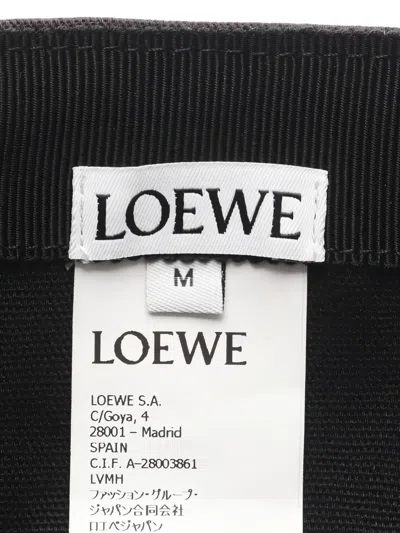 LOEWE
M
LOEWE
LOEWE S.A.
C/Goya, 4
28001 – Madrid
SPAIN
C.I.F. A-28003861
LVMH
ファッション・グループ・
ジャパン合同会社
ロエベジャパン